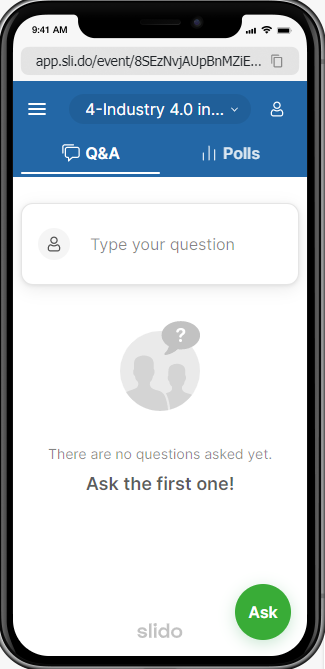 9:41 AM
app.sli.do/event/8SEzNvjAUpBnMZiE...
4-Industry 4.0 in...
Q&A Polls
Type your question
?
There are no questions asked yet.
Ask the first one!
Ask
slido